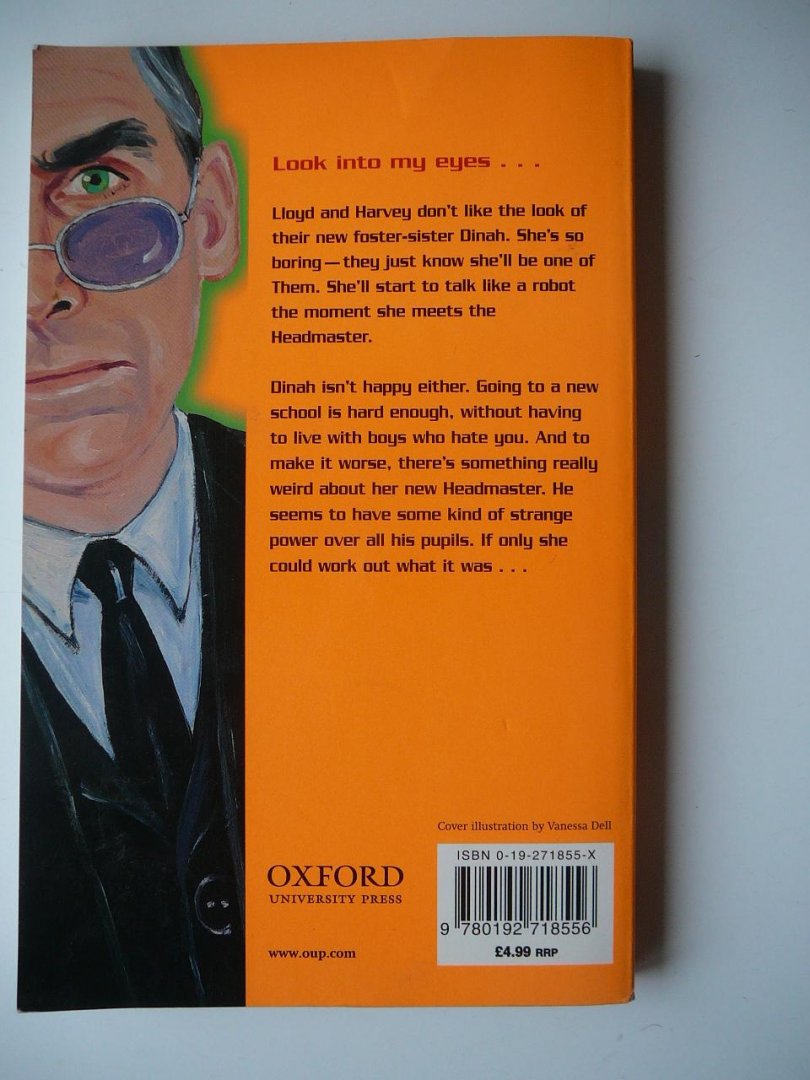 Look into my eyes . . .
Lloyd and Harvey don't like the look of
their new foster-sister Dinah. She's so
boring—they just know she'll be one of
Them. She'll start to talk like a robot
the moment she meets the
Headmaster.
Dinah isn't happy either. Going to a new
school is hard enough, without having
to live with boys who hate you. And to
make it worse, there's something really
weird about her new Headmaster. He
seems to have some kind of strange
power over all his pupils. If only she
could work out what it was . . .
Cover illustration by Vanessa Dell
OXFORD
UNIVERSITY PRESS
www.oup.com
ISBN 0-19-271855-X
9 780192 718556
£4.99 RRP